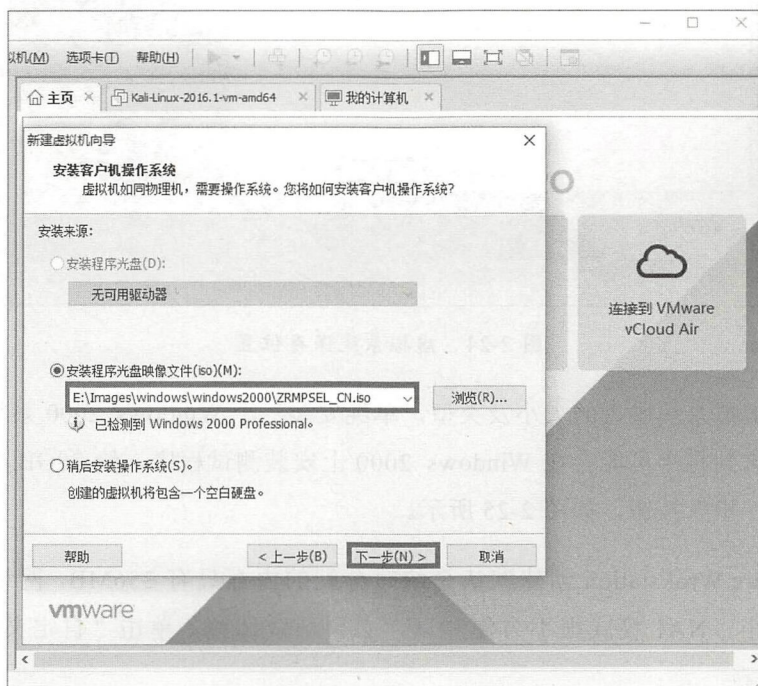 以机(M) 选项卡(T) 帮助(H)
主页 × Kali-Linux-2016.1-vm-amd64 × 我的计算机 ×
新建虚拟机向导 ×
安装客户机操作系统
虚拟机如同物理机，需要操作系统。您将如何安装客户机操作系统?
安装来源:
安装程序光盘(D):
无可用驱动器
安装程序光盘映像文件(iso)(M):
E:\Images\windows\windows2000\ZRMPSEL_CN.iso 浏览(R)...
已检测到 Windows 2000 Professional。
稍后安装操作系统(S)。
创建的虚拟机将包含一个空白硬盘。
帮助 < 上一步(B) 下一步(N) > 取消
连接到 VMware
vCloud Air
vmware